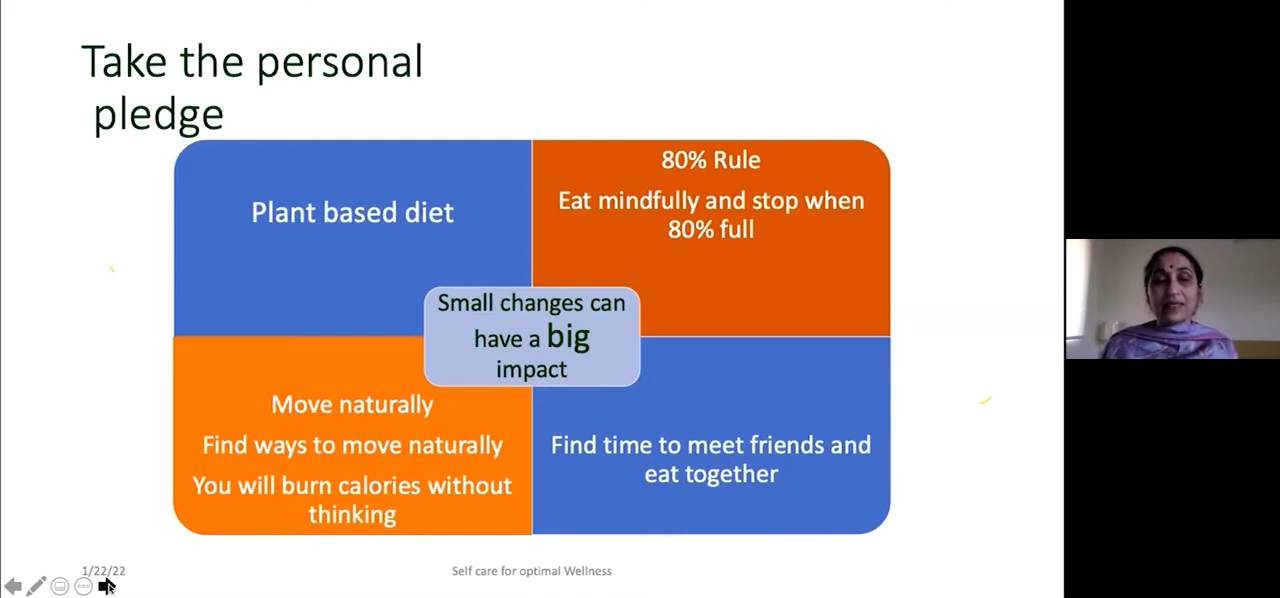 Take the personal
pledge
Plant based diet
80% Rule
Eat mindfully and stop when
80% full
Small changes can
have a big
impact
Move naturally
Find ways to move naturally
You will burn calories without
thinking
Find time to meet friends and
eat together
1/22/22
Self care for optimal Wellness